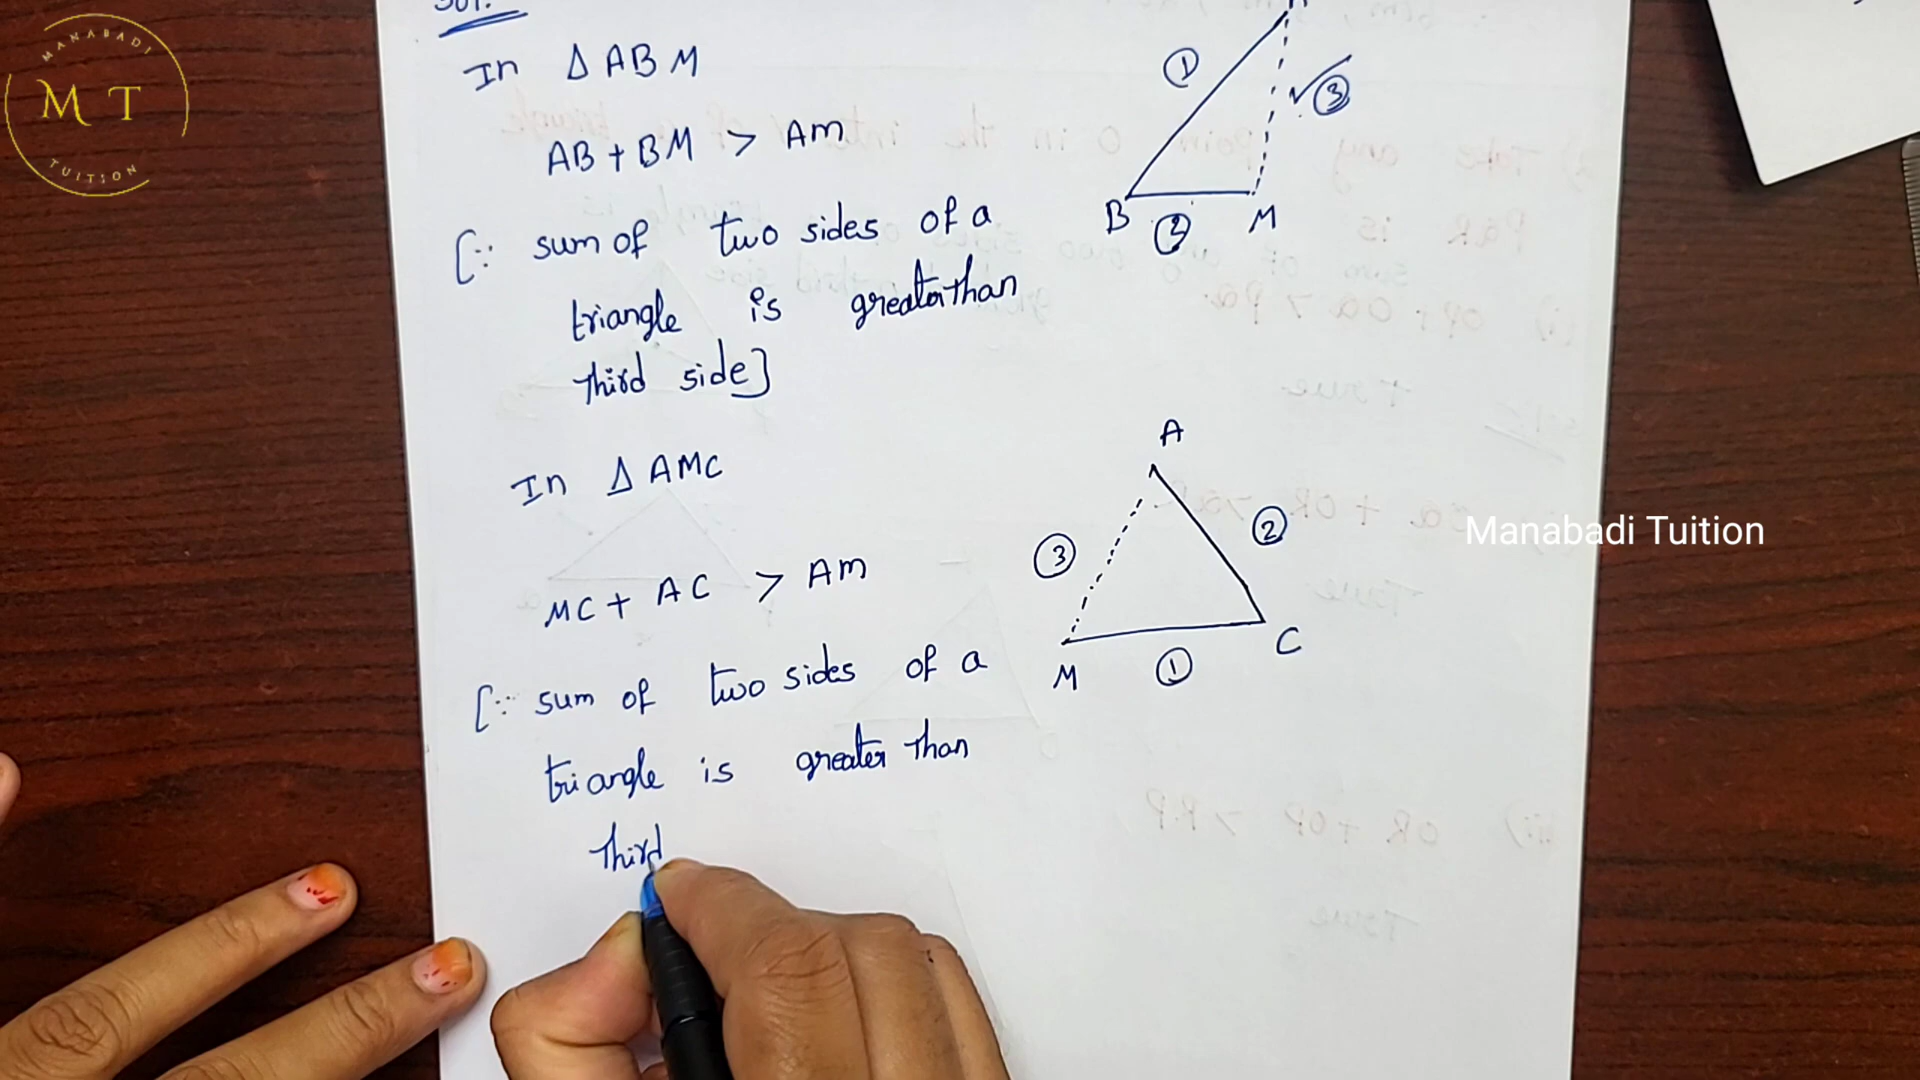 MANABADI
M T
TUITION
Sol:
In Δ ABM
AB + BM > AM
[∵ sum of two sides of a
triangle is greater than
third side]
①
✓③
B
②
M
In Δ AMC
MC + AC > AM
[∵ sum of two sides of a
triangle is greater than
third
A
②
③
M
①
C
Manabadi Tuition